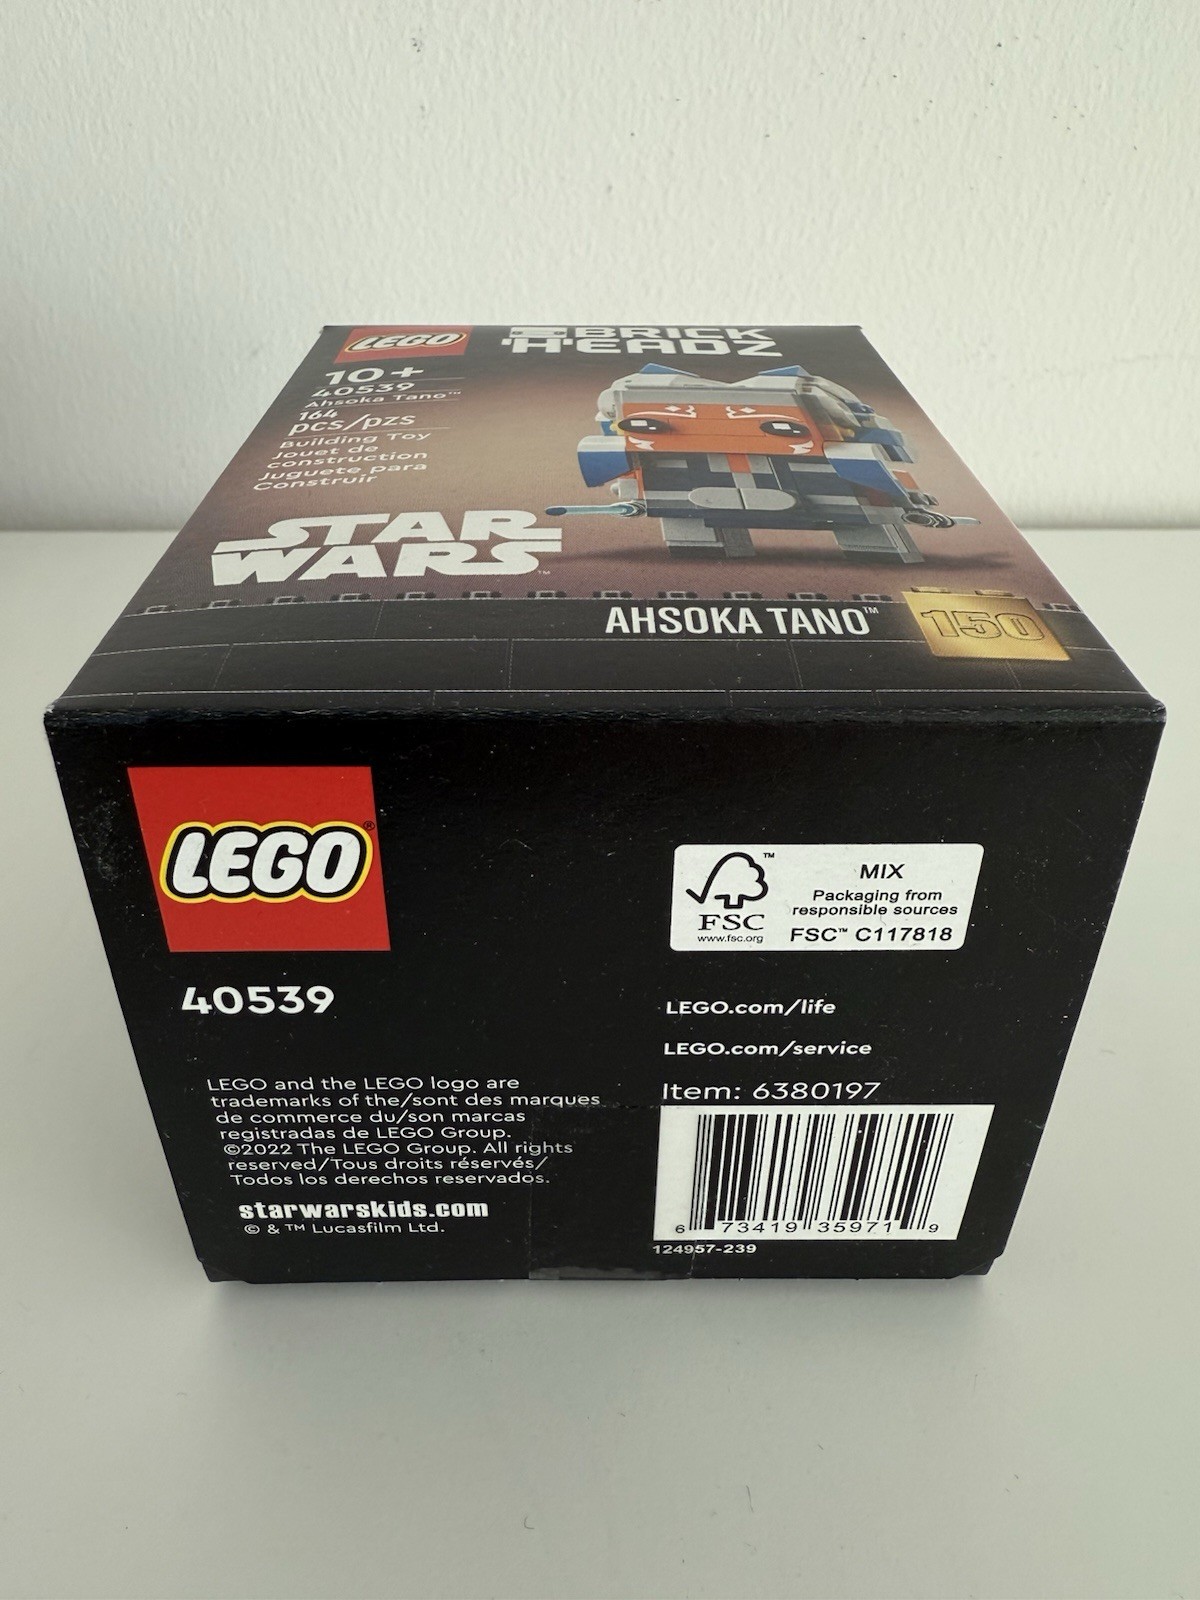 LEGO
BRICK
HEADZ
10+
40539
Ahsoka Tano™
164
pcs/pzs
Building Toy
Jouet de
construction
Juguete para
Construir
STAR
WARS™
AHSOKA TANO™
150
LEGO®
40539
LEGO and the LEGO logo are
trademarks of the/sont des marques
de commerce du/son marcas
registradas de LEGO Group.
©2022 The LEGO Group. All rights
reserved/Tous droits réservés/
Todos los derechos reservados.
starwarskids.com
© & ™ Lucasfilm Ltd.
FSC™
www.fsc.org
MIX
Packaging from
responsible sources
FSC™ C117818
LEGO.com/life
LEGO.com/service
Item: 6380197
6 73419 35971 9
124957-239